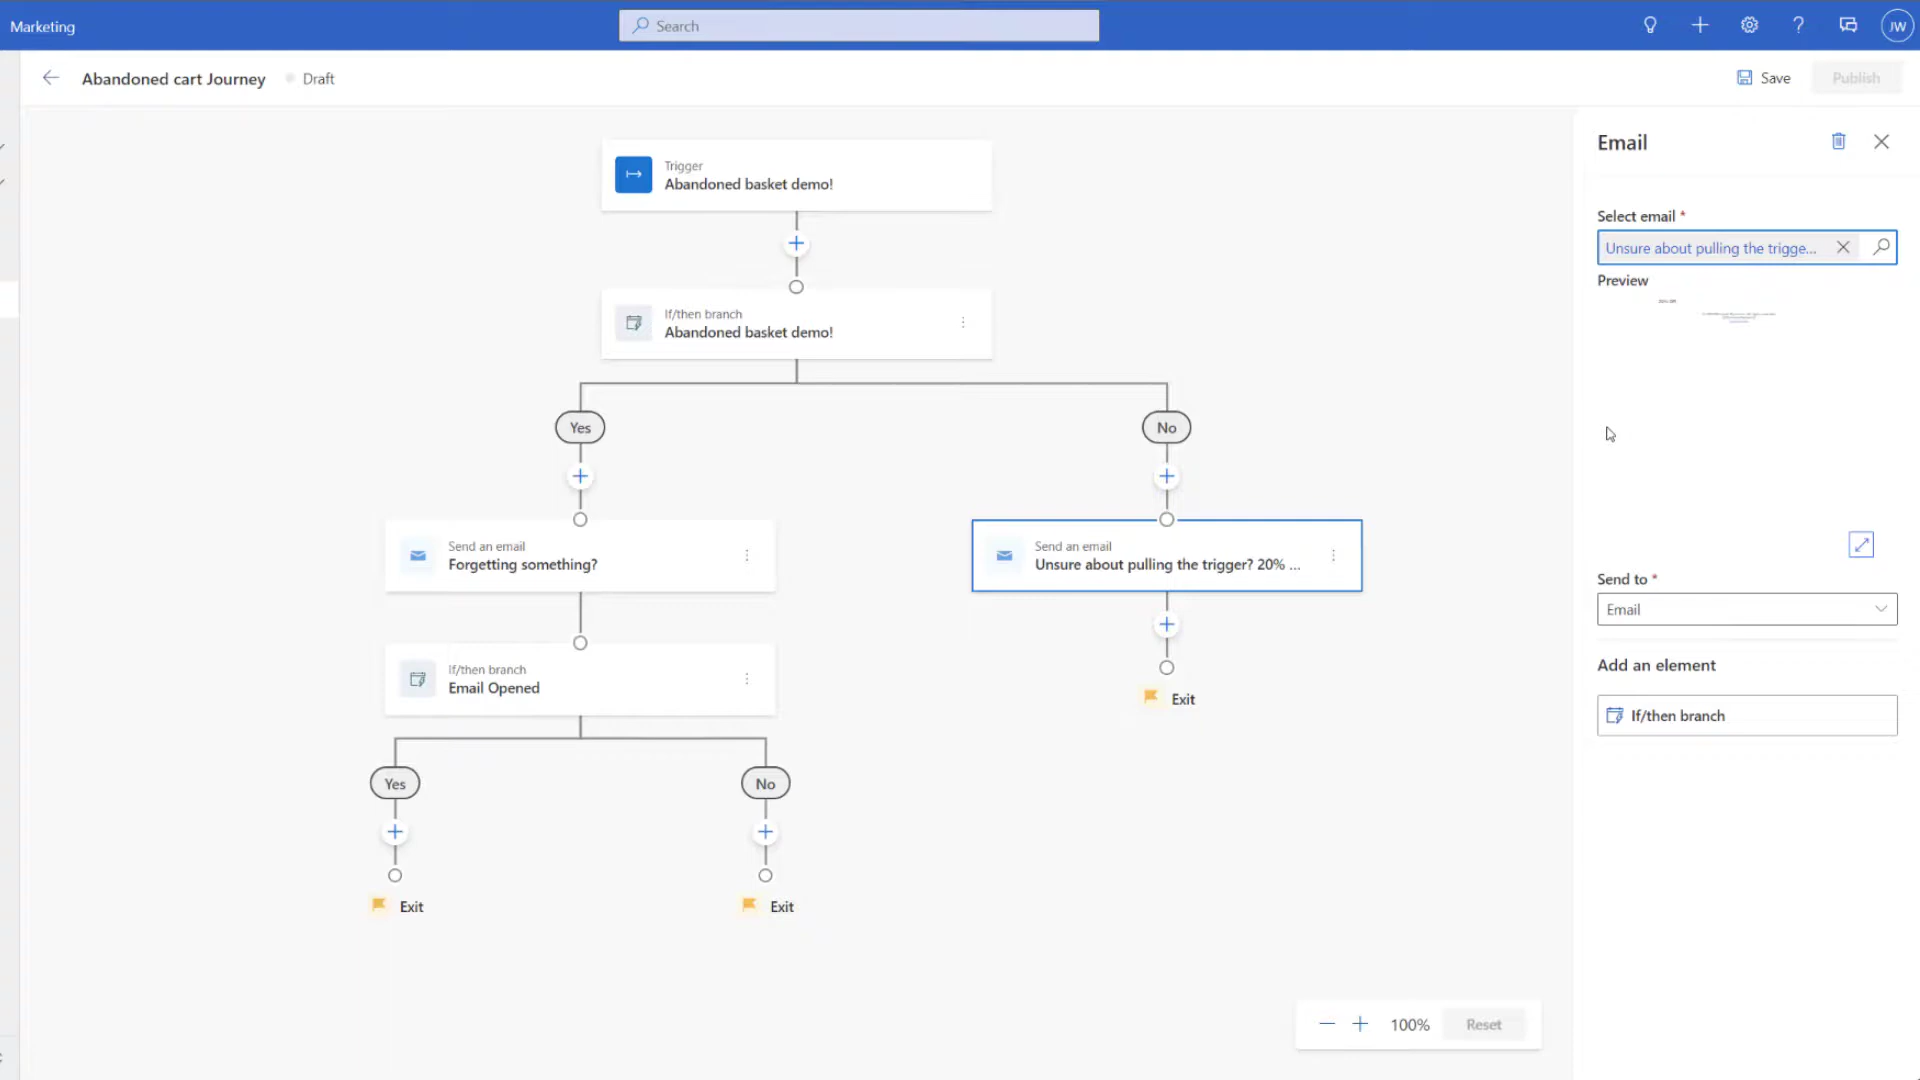 Marketing
Search
JW
Abandoned cart Journey
Draft
Save
Publish
Trigger
Abandoned basket demo!
If/then branch
Abandoned basket demo!
Yes
No
Send an email
Forgetting something?
Send an email
Unsure about pulling the trigger? 20% ...
If/then branch
Email Opened
Exit
Yes
No
Exit
Exit
100%
Reset
Email
Select email *
Unsure about pulling the trigge...
Preview
Send to *
Email
Add an element
If/then branch